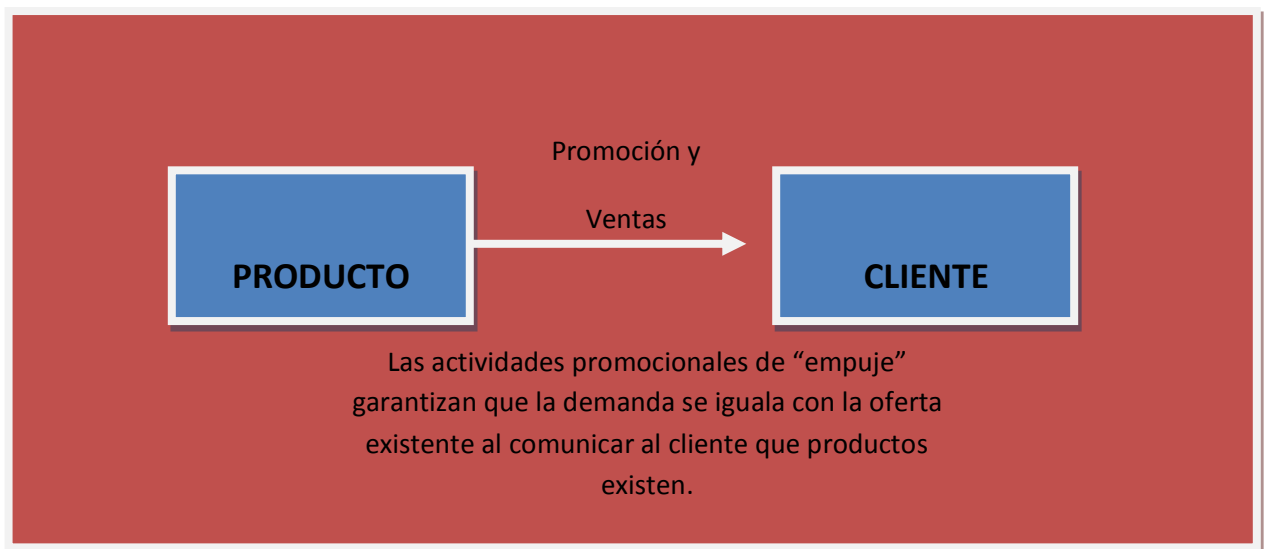 Promoción y
Ventas
PRODUCTO
CLIENTE
Las actividades promocionales de “empuje”
garantizan que la demanda se iguala con la oferta
existente al comunicar al cliente que productos
existen.